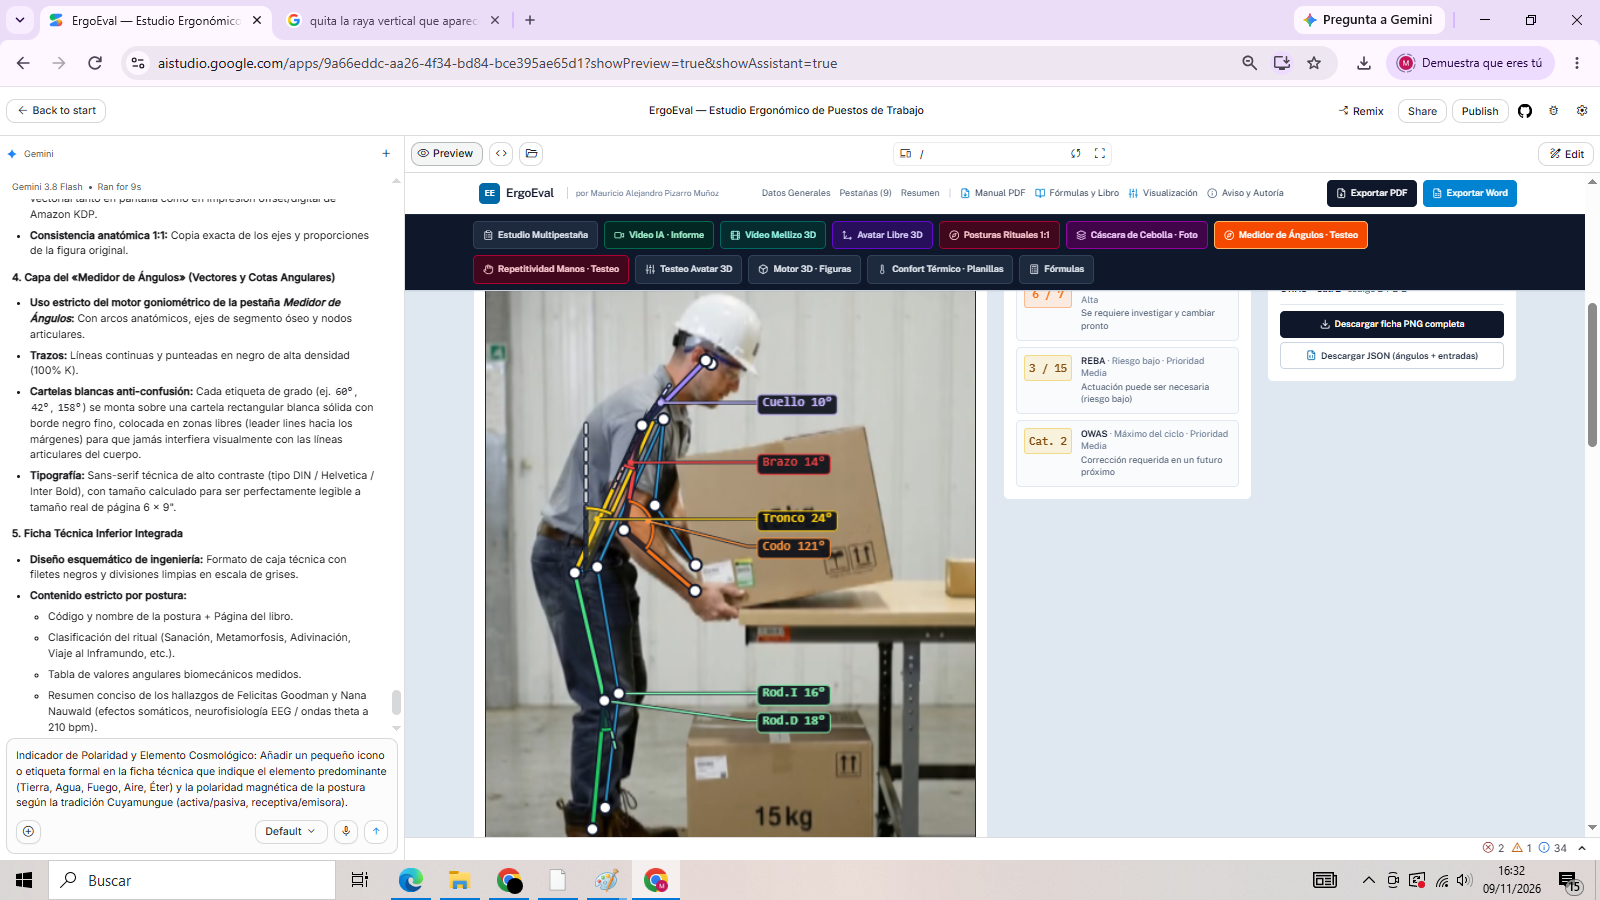 ErgoEval — Estudio Ergonómico
quita la raya vertical que aparec
Pregunta a Gemini
aistudio.google.com/apps/9a66eddc-aa26-4f34-bd84-bce395ae65d1?showPreview=true&showAssistant=true
Demuestra que eres tú
Back to start
ErgoEval — Estudio Ergonómico de Puestos de Trabajo
Remix
Share
Publish
Gemini
Preview
/
Edit
Gemini 3.8 Flash • Ran for 9s
vectorial tanto en pantalla como en impresión offset/digital de
Amazon KDP.
• Consistencia anatómica 1:1: Copia exacta de los ejes y proporciones
de la figura original.
4. Capa del «Medidor de Ángulos» (Vectores y Cotas Angulares)
• Uso estricto del motor goniométrico de la pestaña Medidor de
Ángulos: Con arcos anatómicos, ejes de segmento óseo y nodos
articulares.
• Trazos: Líneas continuas y punteadas en negro de alta densidad
(100% K).
• Cartelas blancas anti-confusión: Cada etiqueta de grado (ej. 60°,
42°, 158°) se monta sobre una cartela rectangular blanca sólida con
borde negro fino, colocada en zonas libres (leader lines hacia los
márgenes) para que jamás interfiera visualmente con las líneas
articulares del cuerpo.
• Tipografía: Sans-serif técnica de alto contraste (tipo DIN / Helvetica /
Inter Bold), con tamaño calculado para ser perfectamente legible a
tamaño real de página 6 × 9".
5. Ficha Técnica Inferior Integrada
• Diseño esquemático de ingeniería: Formato de caja técnica con
filetes negros y divisiones limpias en escala de grises.
• Contenido estricto por postura:
Código y nombre de la postura + Página del libro.
Clasificación del ritual (Sanación, Metamorfosis, Adivinación,
Viaje al Inframundo, etc.).
Tabla de valores angulares biomecánicos medidos.
Resumen conciso de los hallazgos de Felicitas Goodman y Nana
Nauwald (efectos somáticos, neurofisiología EEG / ondas theta a
210 bpm).
Indicador de Polaridad y Elemento Cosmológico: Añadir un pequeño icono
o etiqueta formal en la ficha técnica que indique el elemento predominante
(Tierra, Agua, Fuego, Aire, Éter) y la polaridad magnética de la postura
según la tradición Cuyamungue (activa/pasiva, receptiva/emisora).
Default
EE ErgoEval
por Mauricio Alejandro Pizarro Muñoz
Datos Generales
Pestañas (9)
Resumen
Manual PDF
Fórmulas y Libro
Visualización
Aviso y Autoría
Exportar PDF
Exportar Word
Estudio Multipestaña
Video IA · Informe
Video Mellizo 3D
Avatar Libre 3D
Posturas Rituales 1:1
Cáscara de Cebolla · Foto
Medidor de Ángulos · Testeo
Repetitividad Manos · Testeo
Testeo Avatar 3D
Motor 3D · Figuras
Confort Térmico · Planillas
Fórmulas
Cuello 10°
Brazo 14°
Tronco 24°
Codo 121°
Rod.I 16°
Rod.D 18°
15kg
6 / 7
Alta
Se requiere investigar y cambiar
pronto
3 / 15
REBA · Riesgo bajo · Prioridad
Media
Actuación puede ser necesaria
(riesgo bajo)
Cat. 2
OWAS · Máximo del ciclo · Prioridad
Media
Corrección requerida en un futuro
próximo
Descargar ficha PNG completa
Descargar JSON (ángulos + entradas)
2
1
34
Buscar
16:32
09/11/2026
15